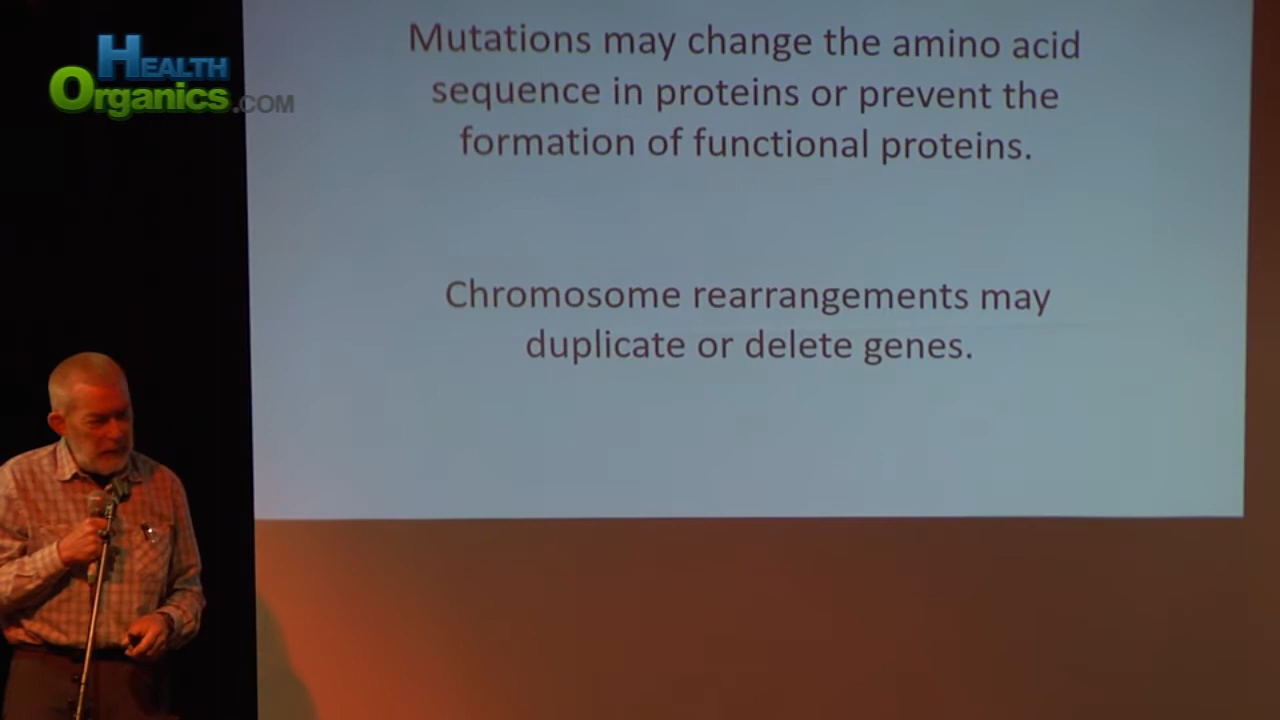 HEALTH
Organics.COM
Mutations may change the amino acid
sequence in proteins or prevent the
formation of functional proteins.
Chromosome rearrangements may
duplicate or delete genes.